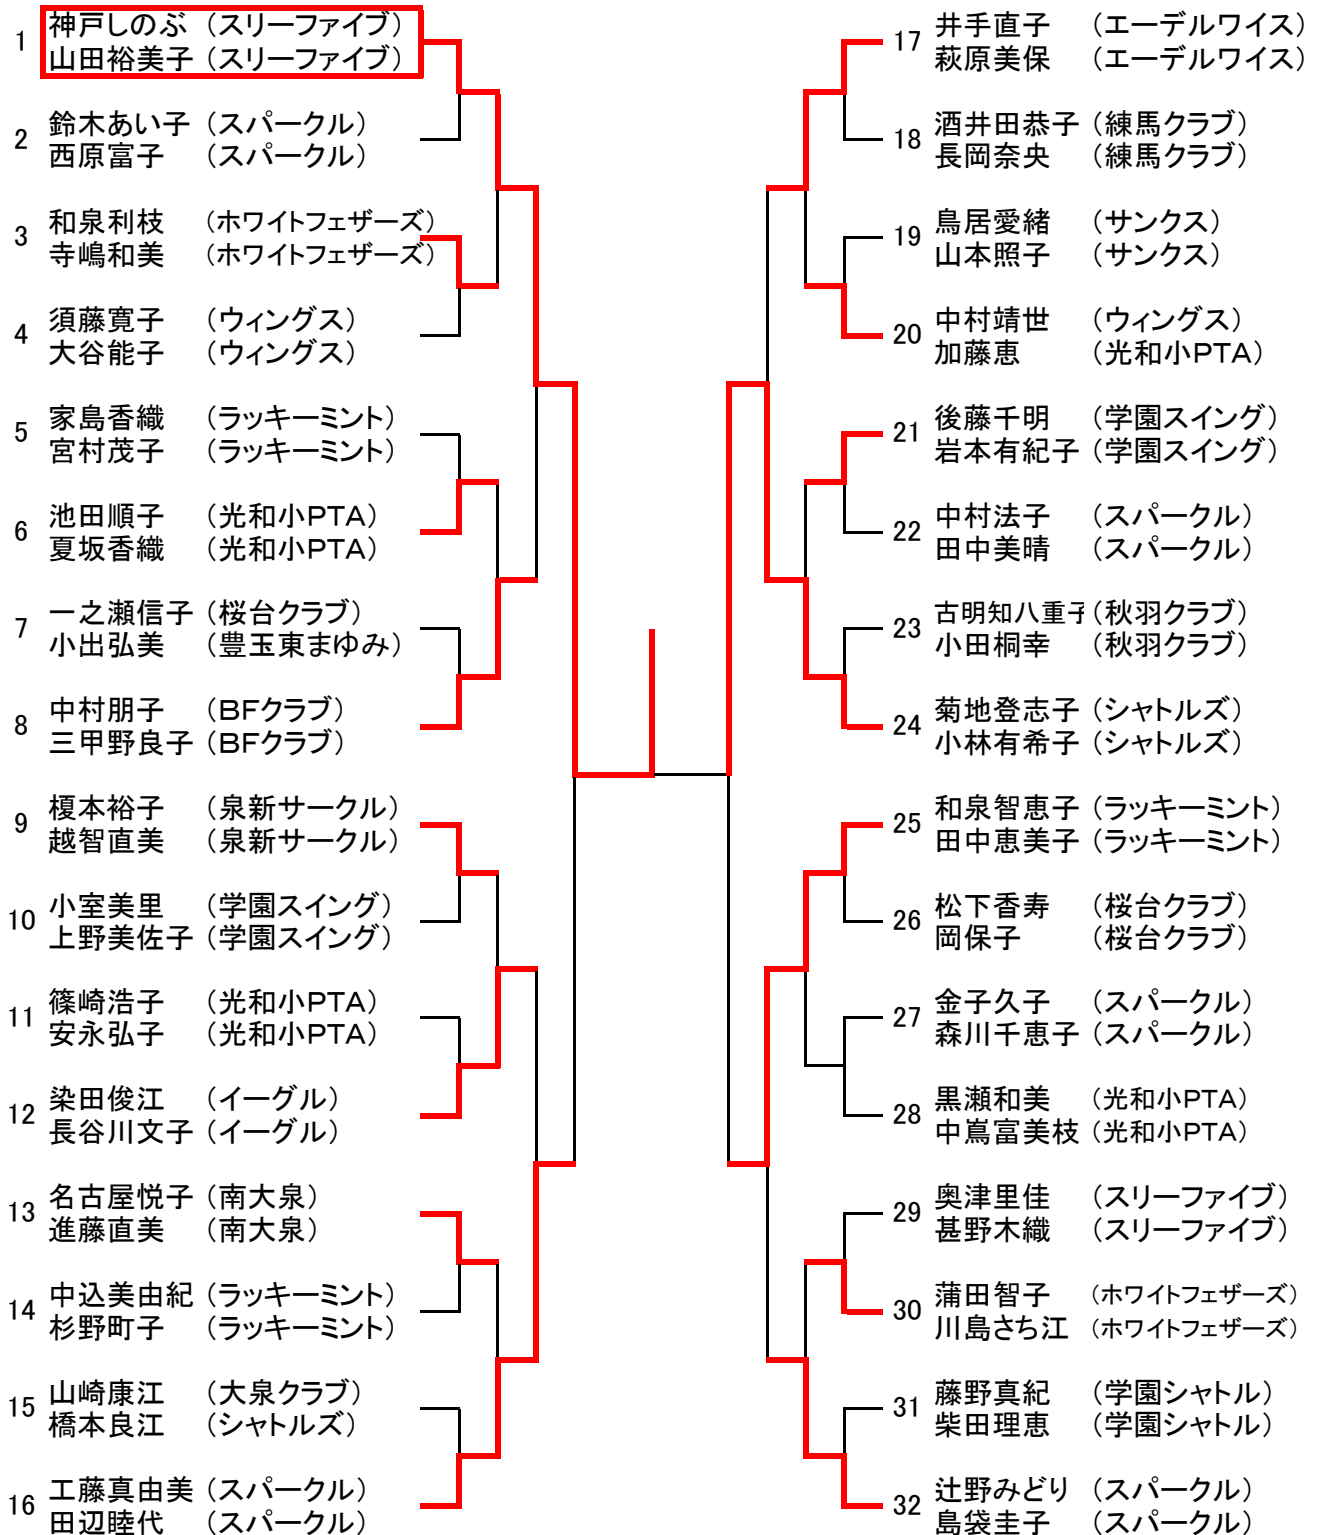 1 神戸しのぶ (スリーファイブ)
山田裕美子 (スリーファイブ)
2 鈴木あい子 (スパークル)
西原富子 (スパークル)
3 和泉利枝 (ホワイトフェザーズ)
寺嶋和美 (ホワイトフェザーズ)
4 須藤寛子 (ウィングス)
大谷能子 (ウィングス)
5 家島香織 (ラッキーミント)
宮村茂子 (ラッキーミント)
6 池田順子 (光和小PTA)
夏坂香織 (光和小PTA)
7 一之瀬信子 (桜台クラブ)
小出弘美 (豊玉東まゆみ)
8 中村朋子 (BFクラブ)
三甲野良子 (BFクラブ)
9 榎本裕子 (泉新サークル)
越智直美 (泉新サークル)
10 小室美里 (学園スイング)
上野美佐子 (学園スイング)
11 篠崎浩子 (光和小PTA)
安永弘子 (光和小PTA)
12 染田俊江 (イーグル)
長谷川文子 (イーグル)
13 名古屋悦子 (南大泉)
進藤直美 (南大泉)
14 中込美由紀 (ラッキーミント)
杉野町子 (ラッキーミント)
15 山崎康江 (大泉クラブ)
橋本良江 (シャトルズ)
16 工藤真由美 (スパークル)
田辺睦代 (スパークル)
17 井手直子 (エーデルワイス)
萩原美保 (エーデルワイス)
18 酒井田恭子 (練馬クラブ)
長岡奈央 (練馬クラブ)
19 鳥居愛緒 (サンクス)
山本照子 (サンクス)
20 中村靖世 (ウィングス)
加藤恵 (光和小PTA)
21 後藤千明 (学園スイング)
岩本有紀子 (学園スイング)
22 中村法子 (スパークル)
田中美晴 (スパークル)
23 古明知八重子 (秋羽クラブ)
小田桐幸 (秋羽クラブ)
24 菊地登志子 (シャトルズ)
小林有希子 (シャトルズ)
25 和泉智恵子 (ラッキーミント)
田中恵美子 (ラッキーミント)
26 松下香寿 (桜台クラブ)
岡保子 (桜台クラブ)
27 金子久子 (スパークル)
森川千恵子 (スパークル)
28 黒瀬和美 (光和小PTA)
中嶌富美枝 (光和小PTA)
29 奥津里佳 (スリーファイブ)
甚野木織 (スリーファイブ)
30 蒲田智子 (ホワイトフェザーズ)
川島さち江 (ホワイトフェザーズ)
31 藤野真紀 (学園シャトル)
柴田理恵 (学園シャトル)
32 辻野みどり (スパークル)
島袋圭子 (スパークル)